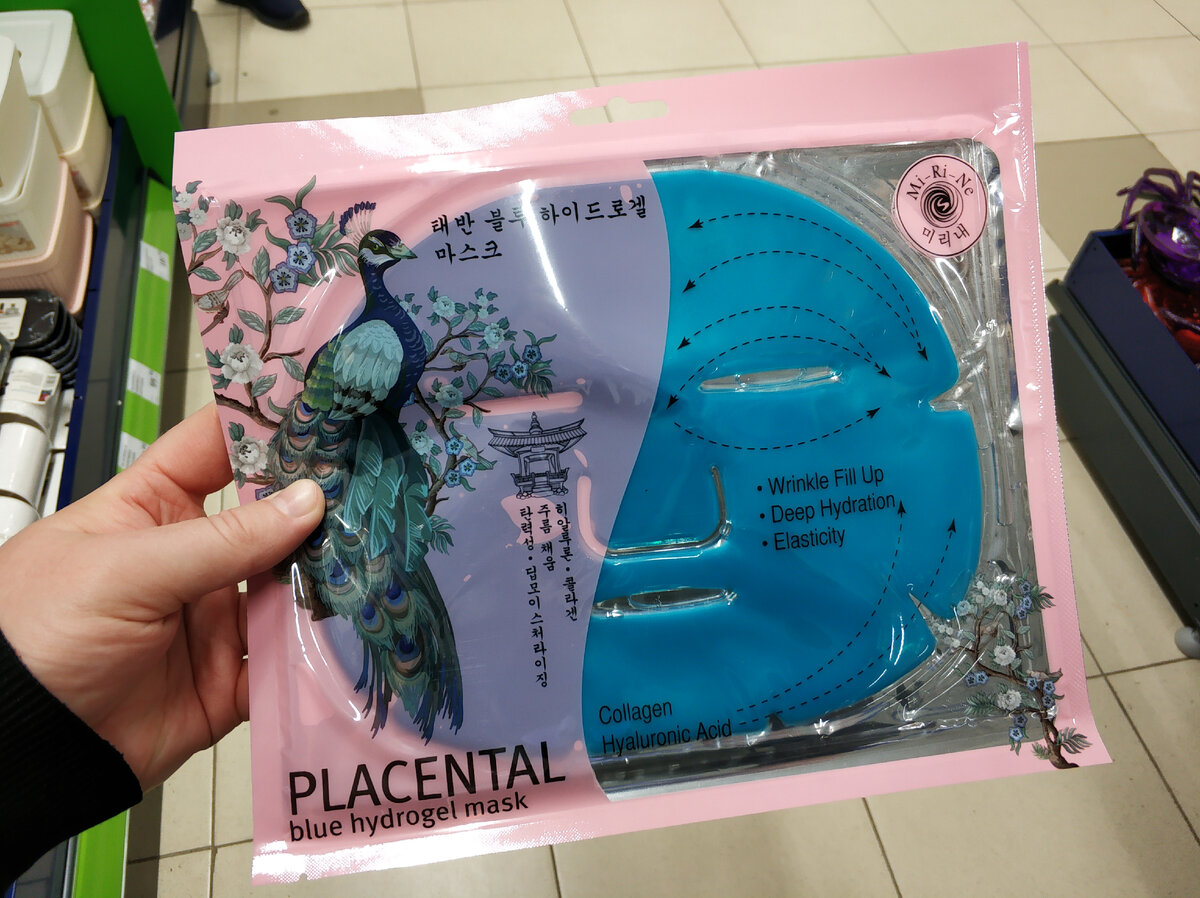 태반 블루 하이드로겔
마스크
Mi-Ri-Ne
미리내
히알루론·콜라겐
주름 채움
탄력성·딥모이스처라이징
• Wrinkle Fill Up
• Deep Hydration
• Elasticity
Collagen
Hyaluronic Acid
PLACENTAL
blue hydrogel mask